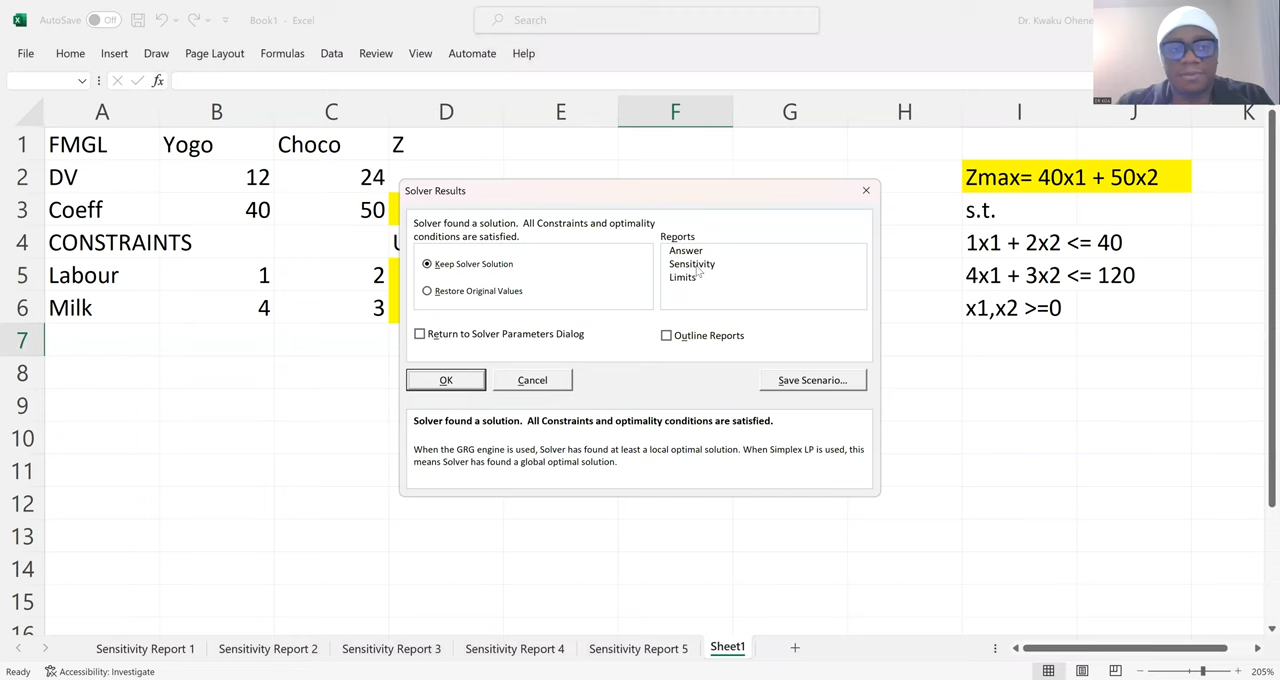 AutoSave Off Book1 - Excel Search Dr. Kwaku Ohene
File Home Insert Draw Page Layout Formulas Data Review View Automate Help
fx
A B C D E F G H I J K
1 FMGL Yogo Choco Z
2 DV 12 24 Zmax= 40x1 + 50x2
3 Coeff 40 50 s.t.
4 CONSTRAINTS U 1x1 + 2x2 <= 40
5 Labour 1 2 4x1 + 3x2 <= 120
6 Milk 4 3 x1,x2 >=0
7
8
9
10
11
12
13
14
15
16
Solver Results
Solver found a solution. All Constraints and optimality
conditions are satisfied.
Keep Solver Solution
Restore Original Values
Reports
Answer
Sensitivity
Limits
Return to Solver Parameters Dialog
Outline Reports
OK Cancel Save Scenario...
Solver found a solution. All Constraints and optimality conditions are satisfied.
When the GRG engine is used, Solver has found at least a local optimal solution. When Simplex LP is used, this
means Solver has found a global optimal solution.
Sensitivity Report 1 Sensitivity Report 2 Sensitivity Report 3 Sensitivity Report 4 Sensitivity Report 5 Sheet1
Ready Accessibility: Investigate 205%